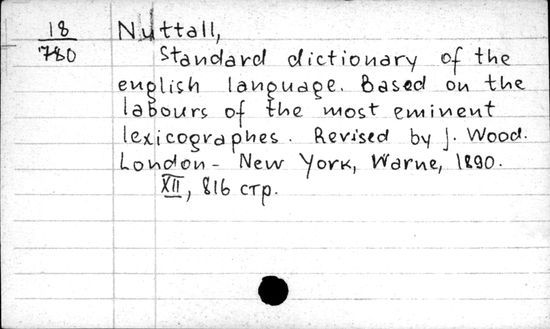 18 Nuttall,
780 Standard dictionary of the
english language. Based on the
labours of the most eminent
lexicographes. Revised by J. Wood.
London - New York, Warne, 1890.
XII, 816 стр.